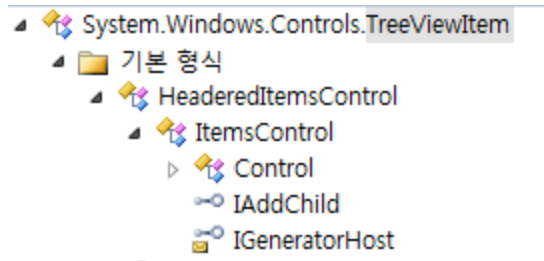 System.Windows.Controls.TreeViewItem
기본 형식
HeaderedItemsControl
ItemsControl
Control
IAddChild
IGeneratorHost